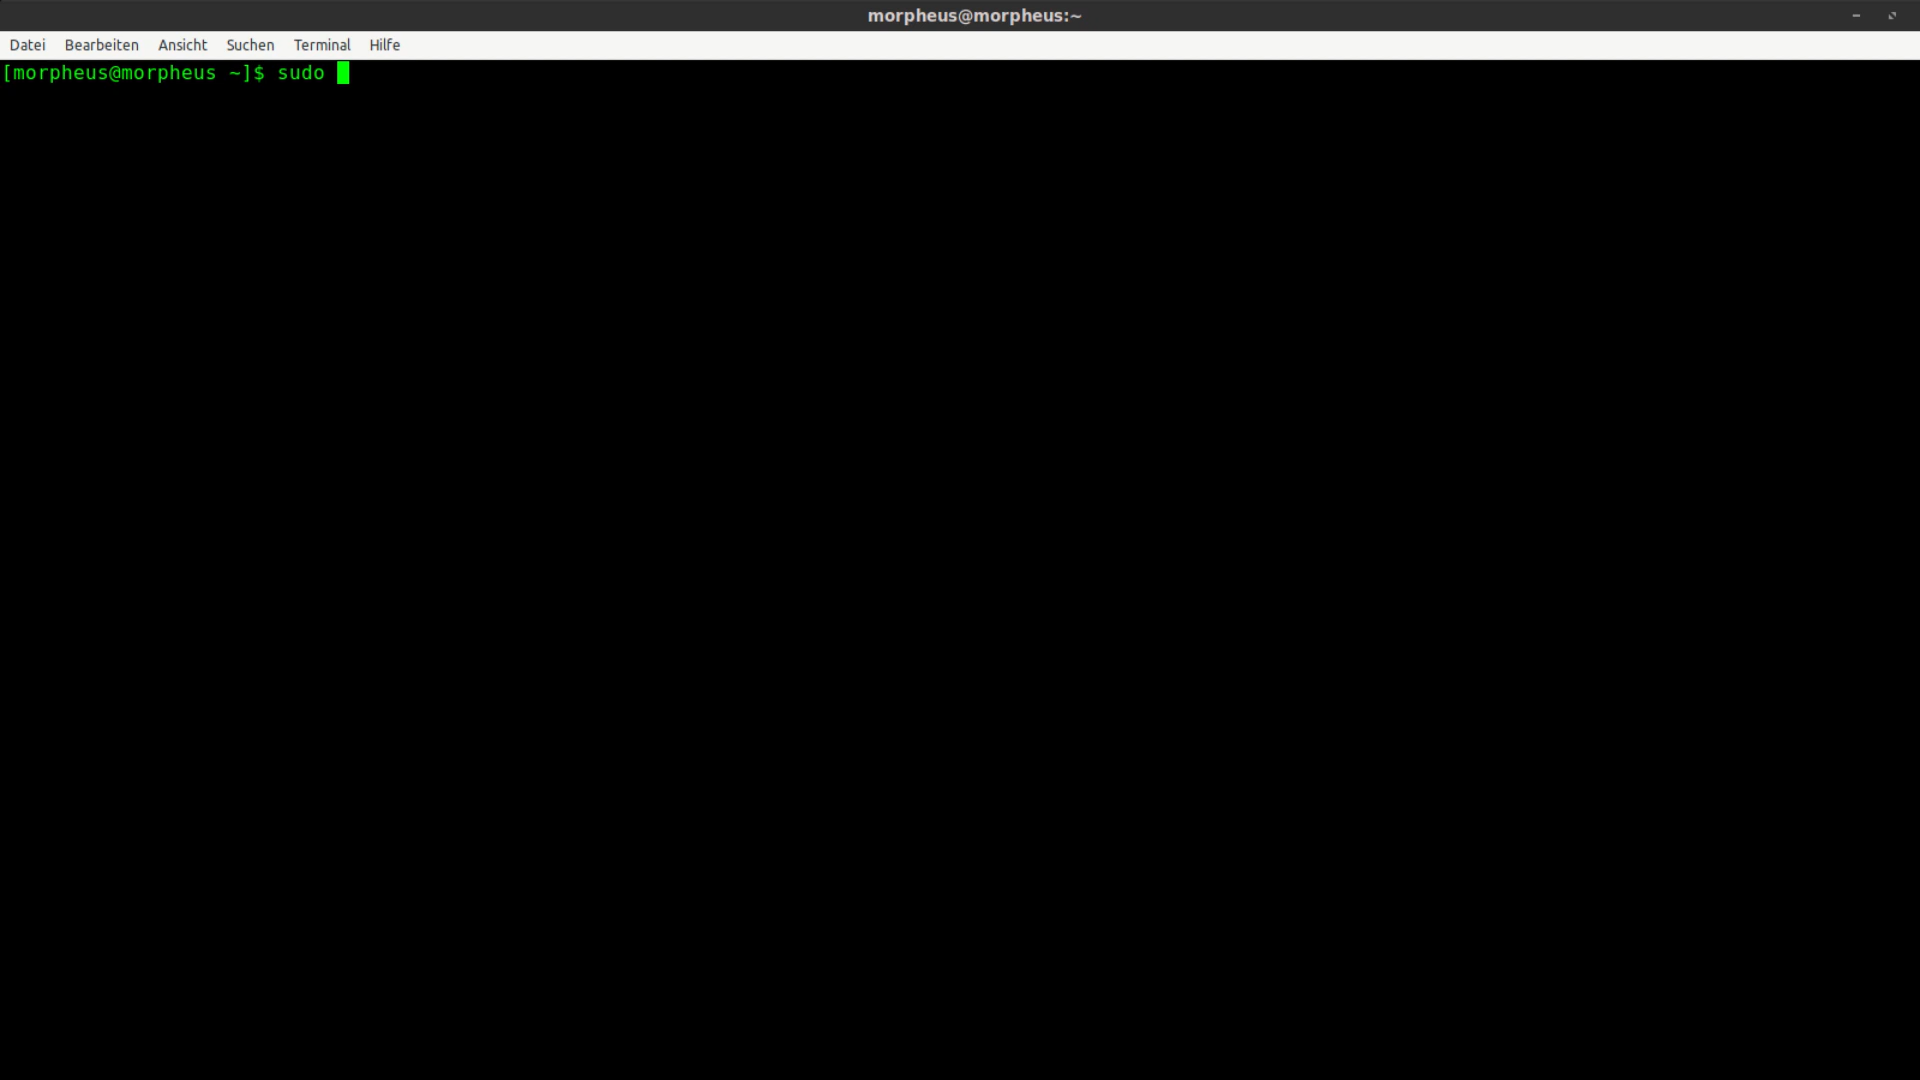 morpheus@morpheus:~
Datei Bearbeiten Ansicht Suchen Terminal Hilfe
[morpheus@morpheus ~]$ sudo